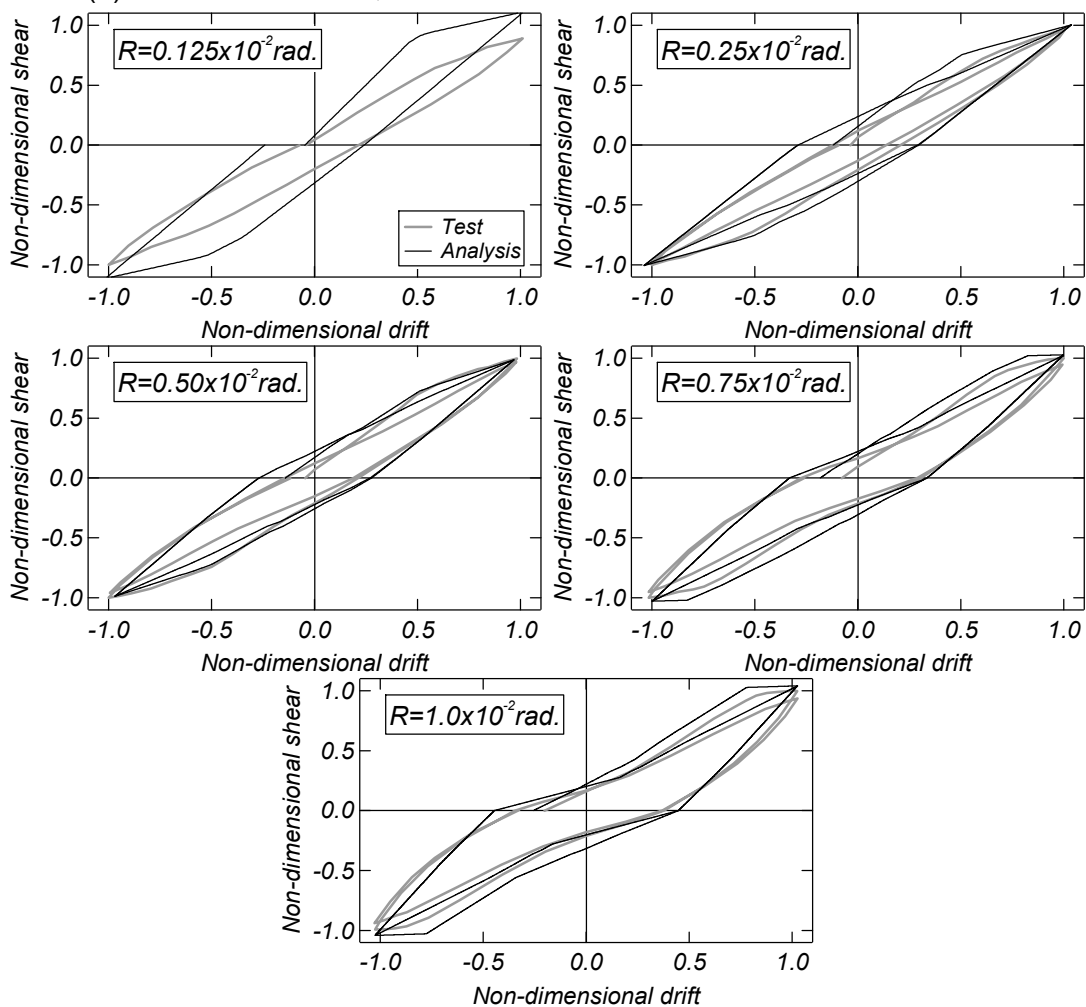 R=0.125x10⁻²rad.
Non-dimensional shear
1.0
0.5
0.0
-0.5
-1.0
Test
Analysis
-1.0 -0.5 0.0 0.5 1.0
Non-dimensional drift
R=0.25x10⁻²rad.
Non-dimensional shear
1.0
0.5
0.0
-0.5
-1.0
-1.0 -0.5 0.0 0.5 1.0
Non-dimensional drift
R=0.50x10⁻²rad.
Non-dimensional shear
1.0
0.5
0.0
-0.5
-1.0
-1.0 -0.5 0.0 0.5 1.0
Non-dimensional drift
R=0.75x10⁻²rad.
Non-dimensional shear
1.0
0.5
0.0
-0.5
-1.0
-1.0 -0.5 0.0 0.5 1.0
Non-dimensional drift
R=1.0x10⁻²rad.
Non-dimensional shear
1.0
0.5
0.0
-0.5
-1.0
-1.0 -0.5 0.0 0.5 1.0
Non-dimensional drift